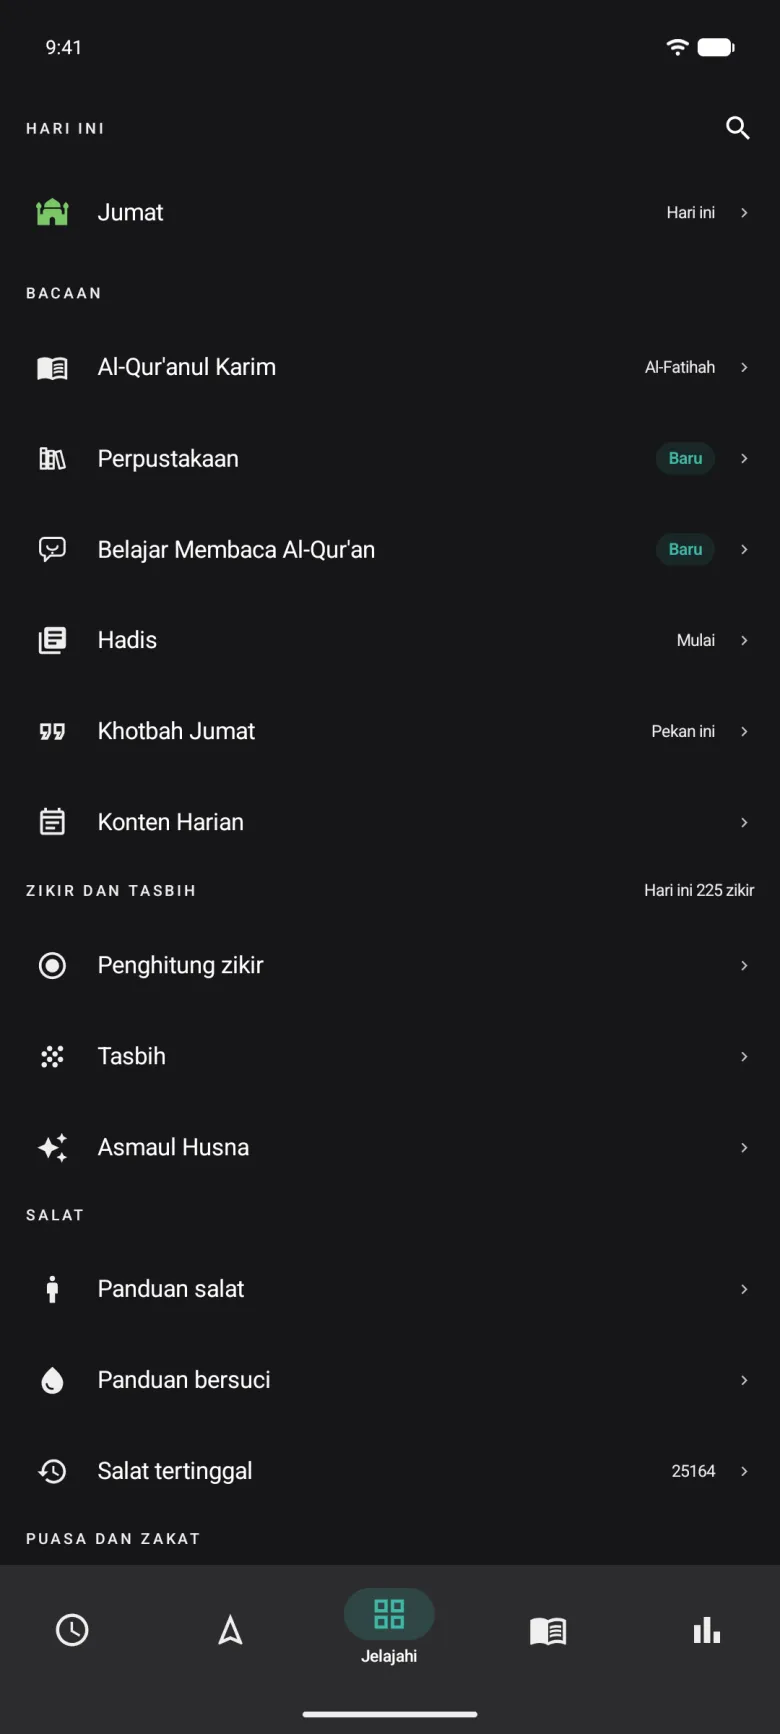 9:41
HARI INI
Jumat
Hari ini
BACAAN
Al-Qur'anul Karim
Al-Fatihah
Perpustakaan
Baru
Belajar Membaca Al-Qur'an
Baru
Hadis
Mulai
Khotbah Jumat
Pekan ini
Konten Harian
ZIKIR DAN TASBIH
Hari ini 225 zikir
Penghitung zikir
Tasbih
Asmaul Husna
SALAT
Panduan salat
Panduan bersuci
Salat tertinggal
25164
PUASA DAN ZAKAT
Jelajahi